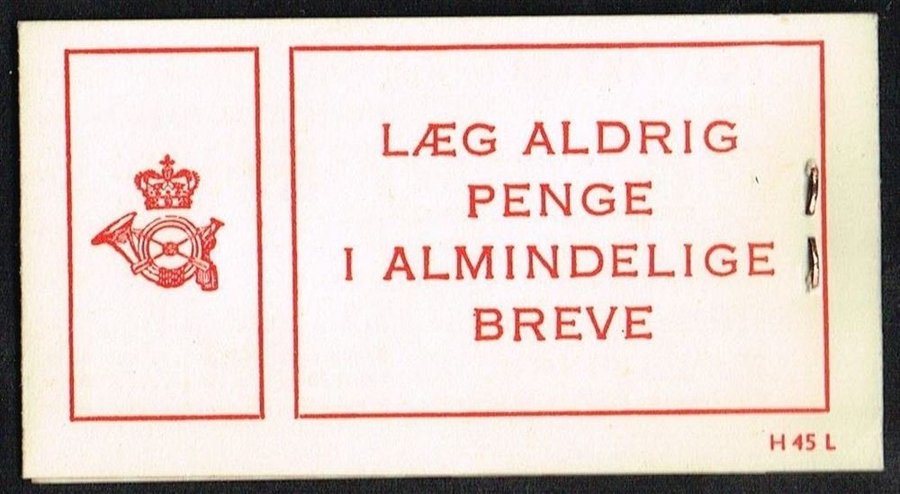 LÆG ALDRIG
PENGE
I ALMINDELIGE
BREVE
H 45 L